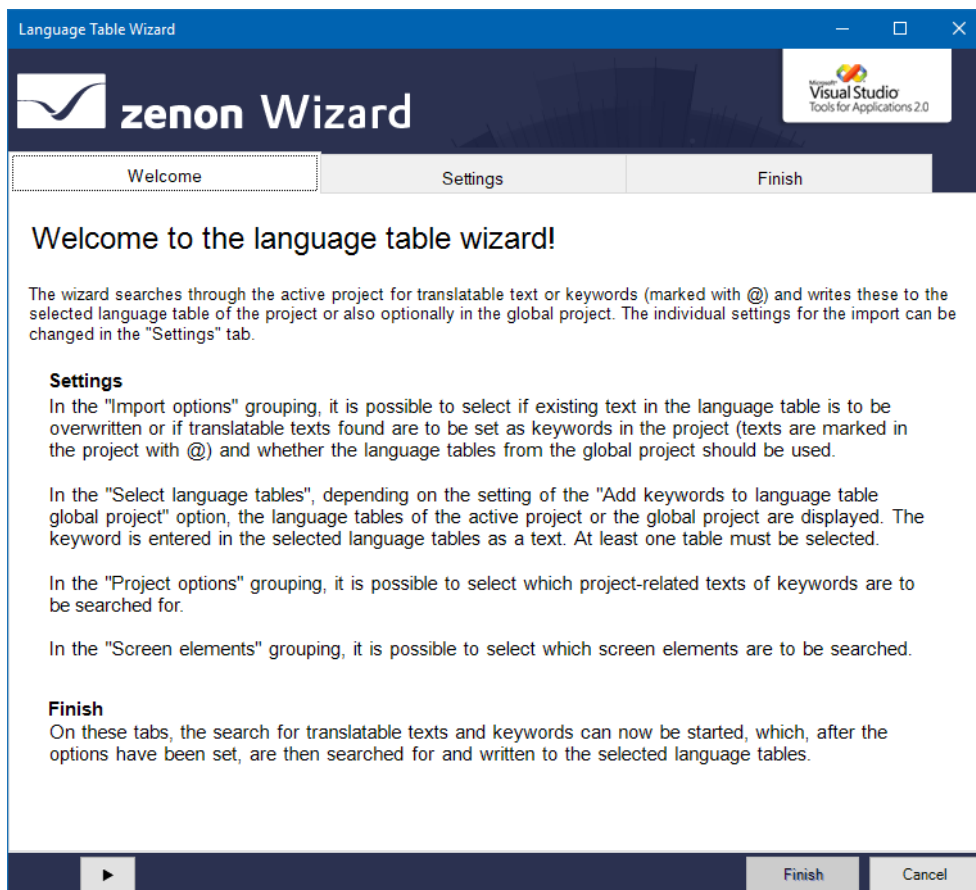 Language Table Wizard
zenon Wizard
Microsoft
Visual Studio
Tools for Applications 2.0
Welcome
Settings
Finish
Welcome to the language table wizard!
The wizard searches through the active project for translatable text or keywords (marked with @) and writes these to the
selected language table of the project or also optionally in the global project. The individual settings for the import can be
changed in the "Settings" tab.
Settings
In the "Import options" grouping, it is possible to select if existing text in the language table is to be
overwritten or if translatable texts found are to be set as keywords in the project (texts are marked in
the project with @) and whether the language tables from the global project should be used.
In the "Select language tables", depending on the setting of the "Add keywords to language table
global project" option, the language tables of the active project or the global project are displayed. The
keyword is entered in the selected language tables as a text. At least one table must be selected.
In the "Project options" grouping, it is possible to select which project-related texts of keywords are to
be searched for.
In the "Screen elements" grouping, it is possible to select which screen elements are to be searched.
Finish
On these tabs, the search for translatable texts and keywords can now be started, which, after the
options have been set, are then searched for and written to the selected language tables.
Finish
Cancel